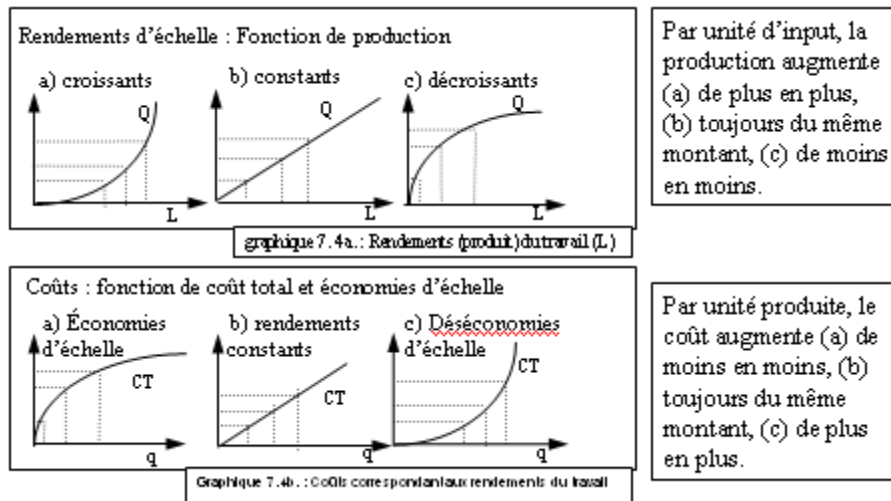 Rendements d'échelle : Fonction de production
a) croissants
b) constants
c) décroissants
Q
Q
Q
L
L
L
graphique 7.4a. : Rendements (produit) du travail (L)
Par unité d'input, la
production augmente
(a) de plus en plus,
(b) toujours du même
montant, (c) de moins
en moins.
Coûts : fonction de coût total et économies d'échelle
a) Économies
d'échelle
b) rendements
constants
c) Déséconomies
d'échelle
CT
CT
CT
q
q
q
Graphique 7.4b. : Coûts correspondant aux rendements du travail
Par unité produite, le
coût augmente (a) de
moins en moins, (b)
toujours du même
montant, (c) de plus
en plus.